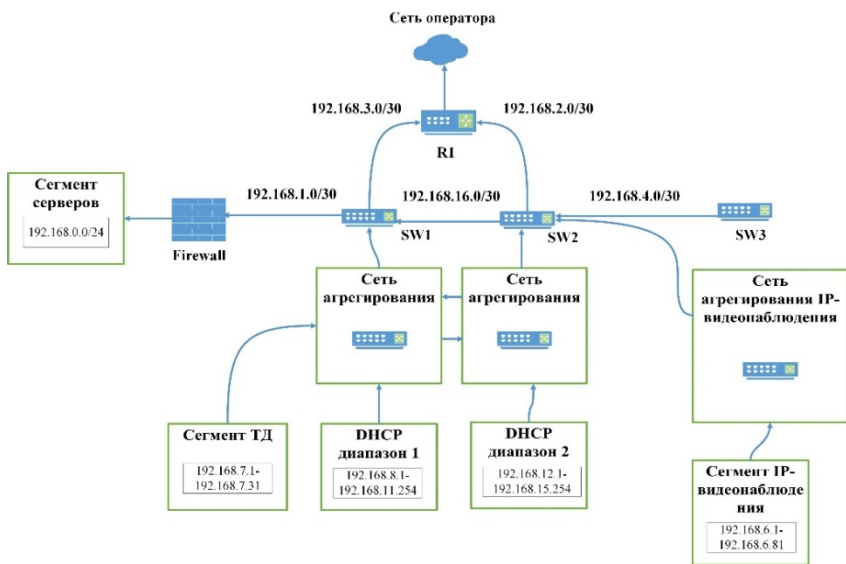 Сеть оператора
192.168.3.0/30
192.168.2.0/30
R1
Сегмент
серверов
192.168.0.0/24
192.168.1.0/30
192.168.16.0/30
192.168.4.0/30
Firewall
SW1
SW2
SW3
Сеть
агрегирования
Сеть
агрегирования
Сеть
агрегирования IP-
видеонаблюдения
Сегмент ТД
192.168.7.1-
192.168.7.31
DHCP
диапазон 1
192.168.8.1-
192.168.11.254
DHCP
диапазон 2
192.168.12.1-
192.168.15.254
Сегмент IP-
видеонаблюде
ния
192.168.6.1-
192.168.6.81